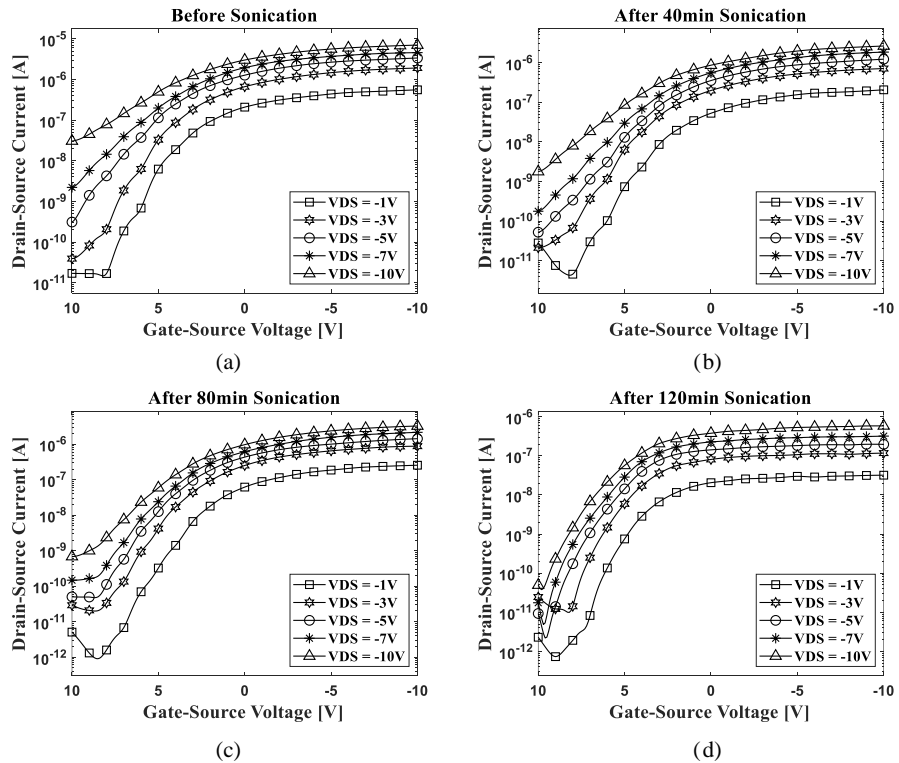 Before Sonication
Drain-Source Current [A]
10-5
10-6
10-7
10-8
10-9
10-10
10-11
10 5 0 -5 -10
VDS = -1V
VDS = -3V
VDS = -5V
VDS = -7V
VDS = -10V
Gate-Source Voltage [V]
(a)
After 40min Sonication
Drain-Source Current [A]
10-6
10-7
10-8
10-9
10-10
10-11
10 5 0 -5 -10
VDS = -1V
VDS = -3V
VDS = -5V
VDS = -7V
VDS = -10V
Gate-Source Voltage [V]
(b)
After 80min Sonication
Drain-Source Current [A]
10-6
10-7
10-8
10-9
10-10
10-11
10-12
10 5 0 -5 -10
VDS = -1V
VDS = -3V
VDS = -5V
VDS = -7V
VDS = -10V
Gate-Source Voltage [V]
(c)
After 120min Sonication
Drain-Source Current [A]
10-6
10-7
10-8
10-9
10-10
10-11
10-12
10 5 0 -5 -10
VDS = -1V
VDS = -3V
VDS = -5V
VDS = -7V
VDS = -10V
Gate-Source Voltage [V]
(d)